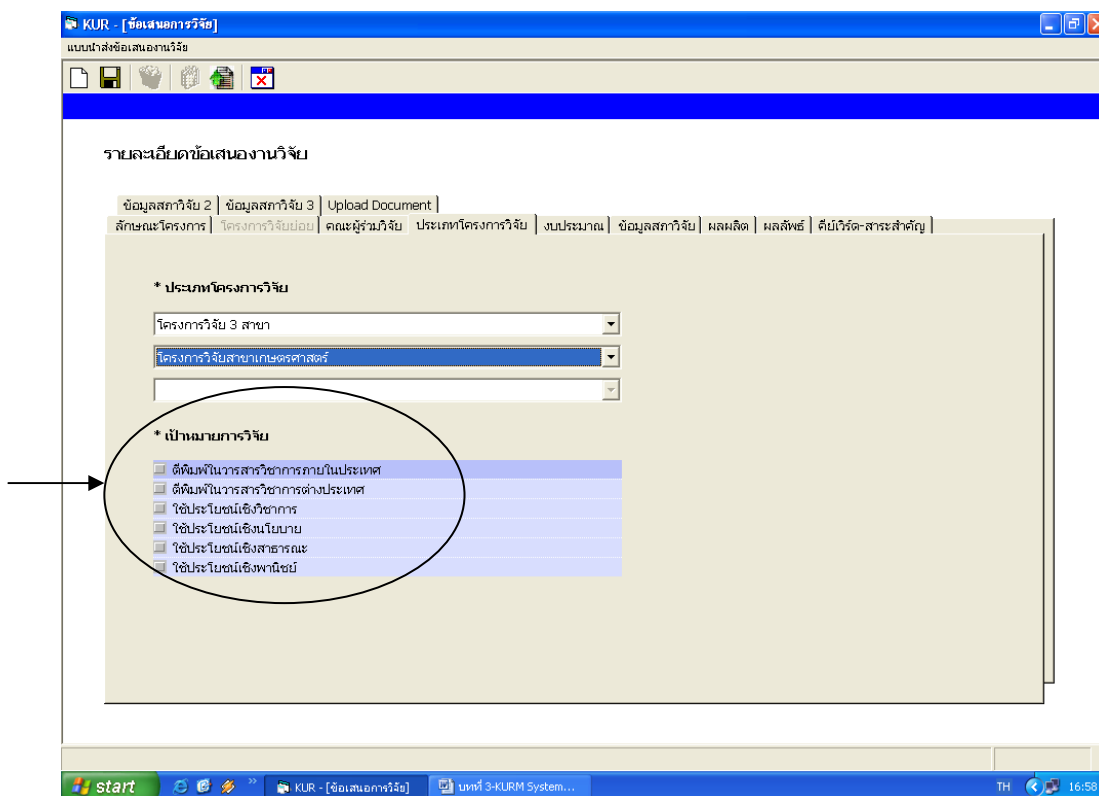 KUR - [ข้อเสนอการวิจัย]
แบบนำส่งข้อเสนองานวิจัย
รายละเอียดข้อเสนองานวิจัย
ข้อมูลสภาวิจัย 2 ข้อมูลสภาวิจัย 3 Upload Document
ลักษณะโครงการ โครงการวิจัยย่อย คณะผู้ร่วมวิจัย ประเภทโครงการวิจัย งบประมาณ ข้อมูลสภาวิจัย ผลผลิต ผลลัพธ์ คีย์เวิร์ด-สาระสำคัญ
* ประเภทโครงการวิจัย
โครงการวิจัย 3 สาขา
โครงการวิจัยสาขาเกษตรศาสตร์
* เป้าหมายการวิจัย
ตีพิมพ์ในวารสารวิชาการภายในประเทศ
ตีพิมพ์ในวารสารวิชาการต่างประเทศ
ใช้ประโยชน์เชิงวิชาการ
ใช้ประโยชน์เชิงนโยบาย
ใช้ประโยชน์เชิงสาธารณะ
ใช้ประโยชน์เชิงพานิชย์
start KUR - [ข้อเสนอการวิจัย] บทที่ 3-KURM System... TH 16:58